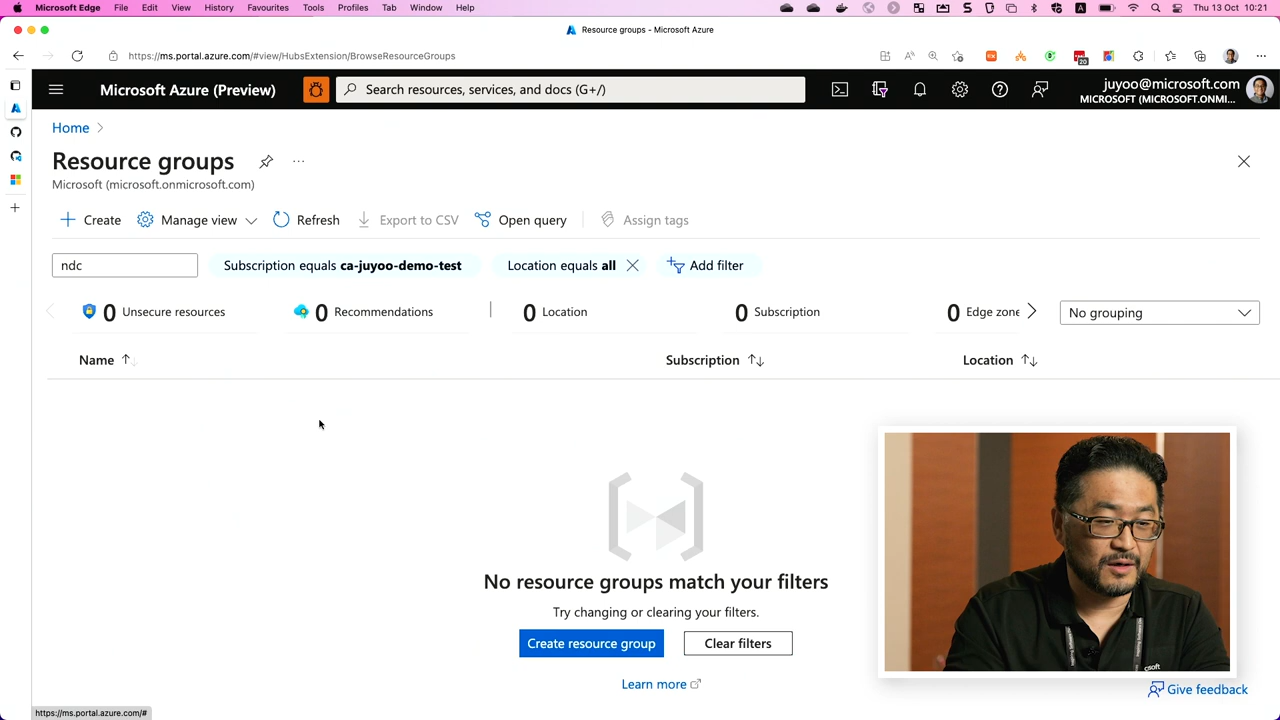 Microsoft Edge File Edit View History Favourites Tools Profiles Tab Window Help A Thu 13 Oct 10:21
Resource groups - Microsoft Azure
https://ms.portal.azure.com/#view/HubsExtension/BrowseResourceGroups
20
Microsoft Azure (Preview)
Search resources, services, and docs (G+/)
juyoo@microsoft.com
MICROSOFT (MICROSOFT.ONMI...
Home
Resource groups
Microsoft (microsoft.onmicrosoft.com)
Create Manage view Refresh Export to CSV Open query Assign tags
ndc Subscription equals ca-juyoo-demo-test Location equals all Add filter
0 Unsecure resources 0 Recommendations 0 Location 0 Subscription 0 Edge zone No grouping
Name Subscription Location
No resource groups match your filters
Try changing or clearing your filters.
Create resource group Clear filters
Learn more
csoft
Give feedback
https://ms.portal.azure.com/#